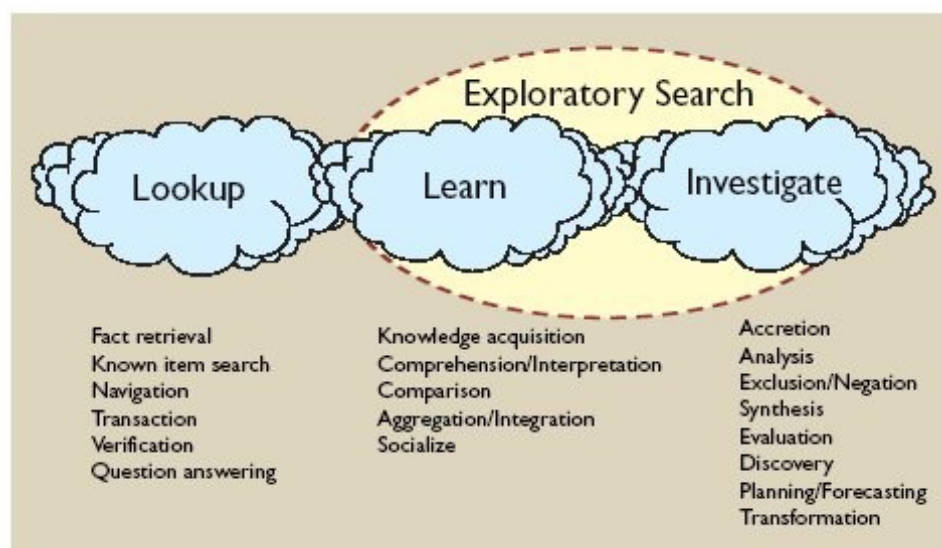 Exploratory Search
Lookup
Learn
Investigate
Fact retrieval
Known item search
Navigation
Transaction
Verification
Question answering
Knowledge acquisition
Comprehension/Interpretation
Comparison
Aggregation/Integration
Socialize
Accretion
Analysis
Exclusion/Negation
Synthesis
Evaluation
Discovery
Planning/Forecasting
Transformation